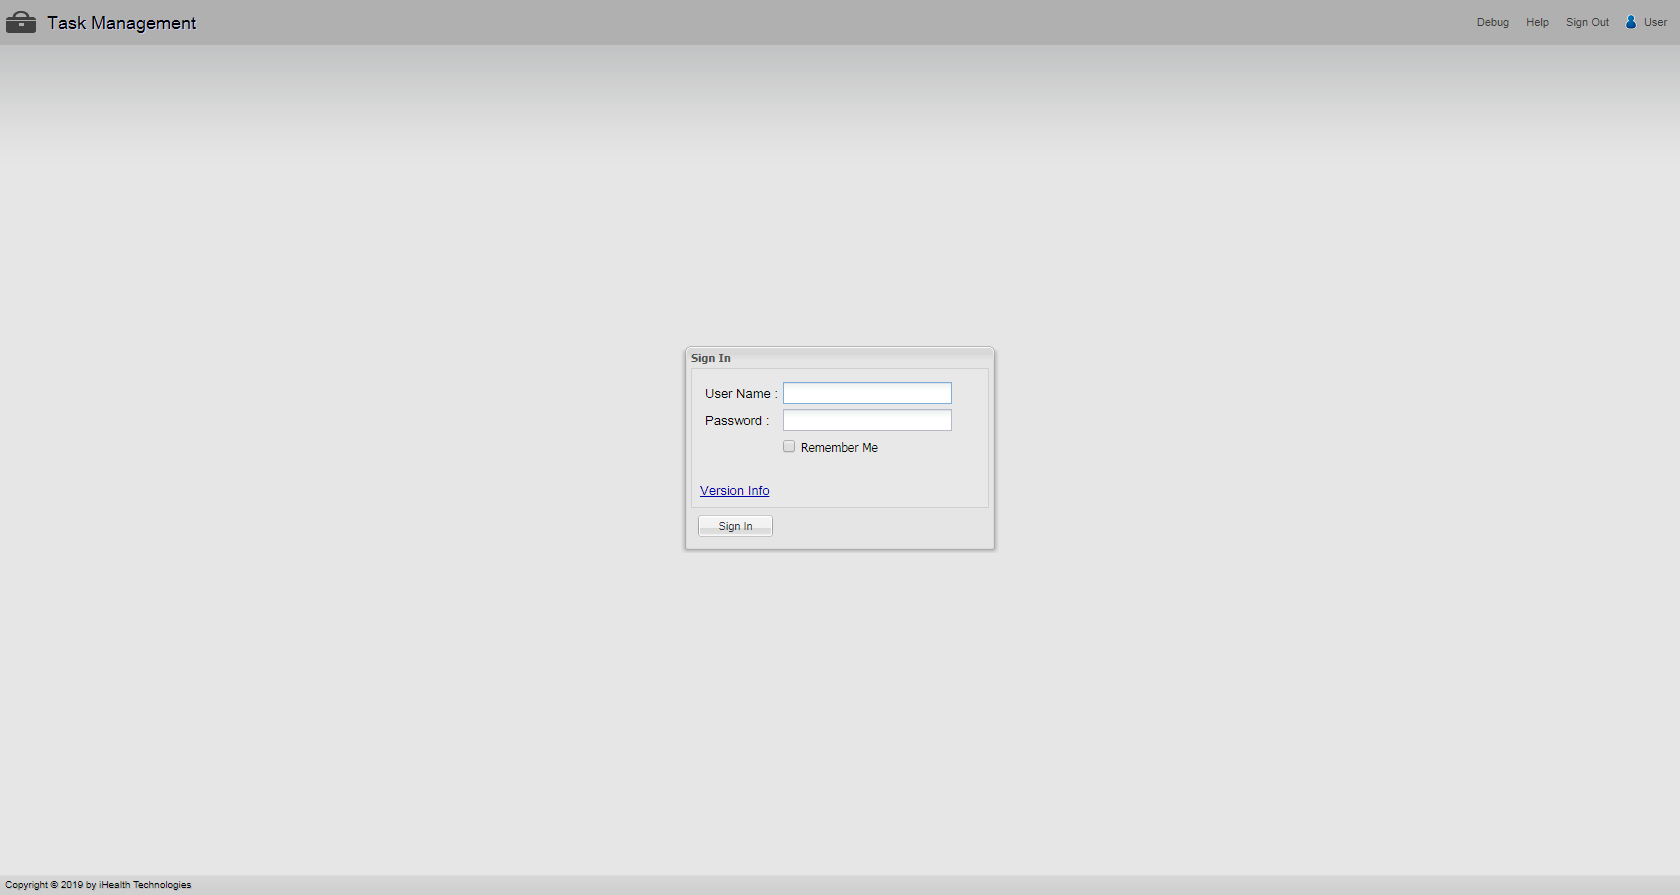 Task Management
Debug Help Sign Out User
Sign In
User Name :
Password :
Remember Me
Version Info
Sign In
Copyright © 2019 by iHealth Technologies